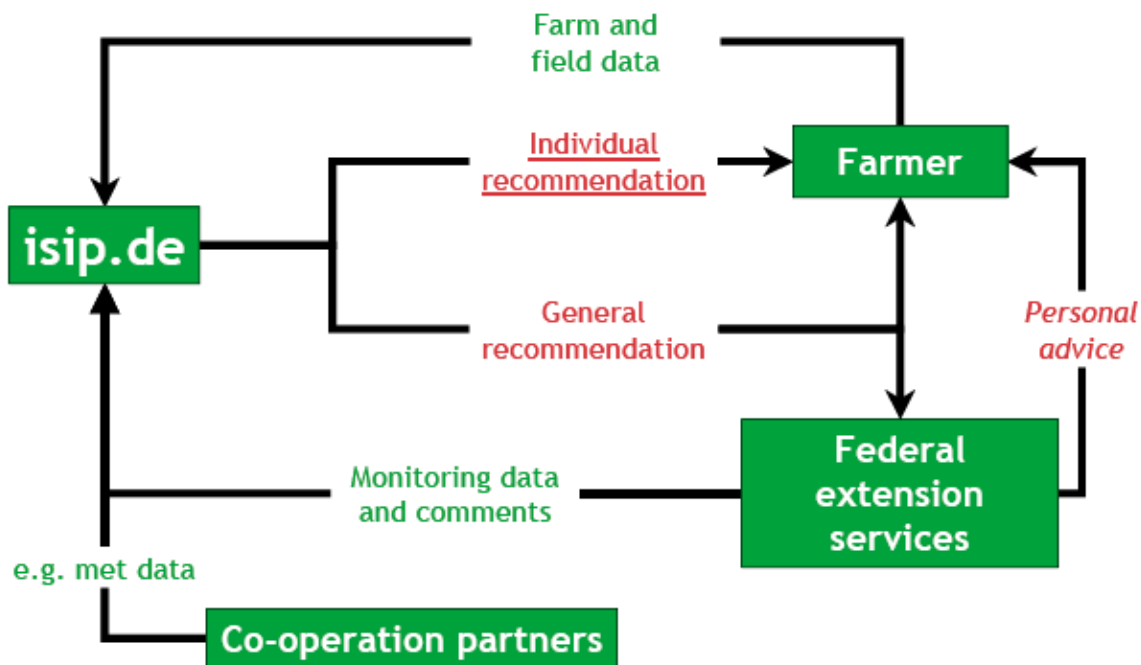 Farm and
field data
Individual
recommendation
Farmer
isip.de
General
recommendation
Personal
advice
Federal
extension
services
Monitoring data
and comments
e.g. met data
Co-operation partners